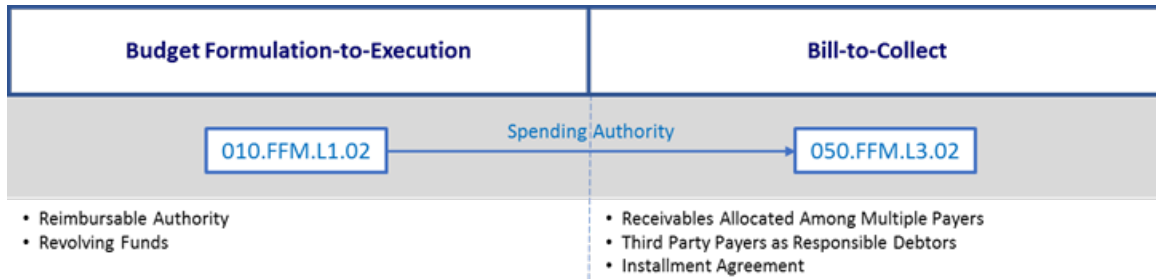 Budget Formulation-to-Execution
Bill-to-Collect
Spending Authority
010.FFM.L1.02
050.FFM.L3.02
• Reimbursable Authority
• Revolving Funds
• Receivables Allocated Among Multiple Payers
• Third Party Payers as Responsible Debtors
• Installment Agreement